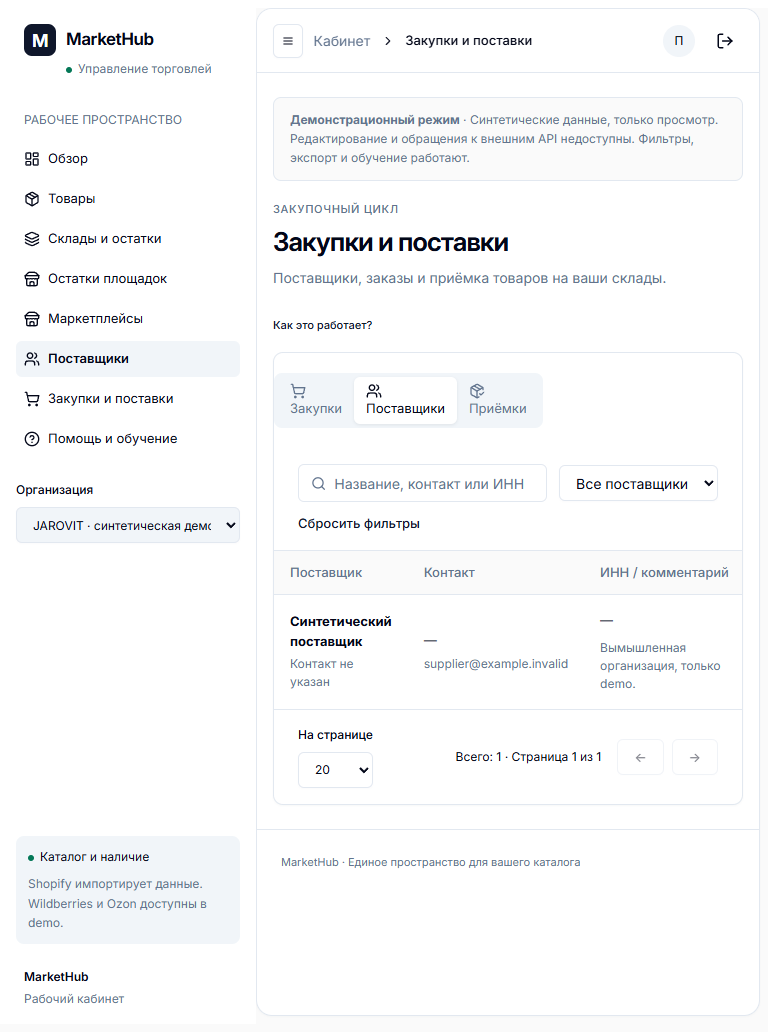 M MarketHub
Управление торговлей
РАБОЧЕЕ ПРОСТРАНСТВО
Обзор
Товары
Склады и остатки
Остатки площадок
Маркетплейсы
Поставщики
Закупки и поставки
Помощь и обучение
Организация
JAROVIT · синтетическая демо
Каталог и наличие
Shopify импортирует данные.
Wildberries и Ozon доступны в
demo.
MarketHub
Рабочий кабинет
Кабинет > Закупки и поставки
П
Демонстрационный режим · Синтетические данные, только просмотр.
Редактирование и обращения к внешним API недоступны. Фильтры,
экспорт и обучение работают.
ЗАКУПОЧНЫЙ ЦИКЛ
Закупки и поставки
Поставщики, заказы и приёмка товаров на ваши склады.
Как это работает?
Закупки Поставщики Приёмки
Название, контакт или ИНН Все поставщики
Сбросить фильтры
Поставщик Контакт ИНН / комментарий
Синтетический
поставщик
Контакт не
указан
—
supplier@example.invalid
—
Вымышленная
организация, только
demo.
На странице
20
Всего: 1 · Страница 1 из 1 ← →
MarketHub · Единое пространство для вашего каталога